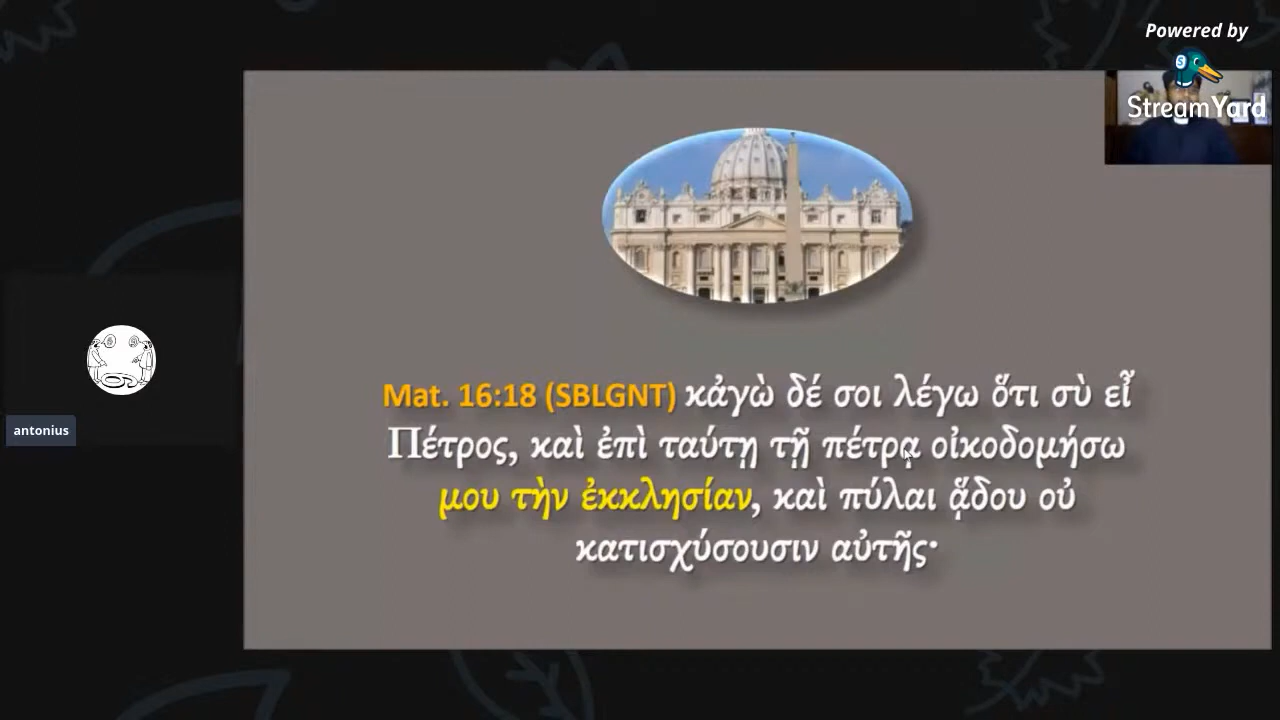 Powered by
StreamYard
Mat. 16:18 (SBLGNT) κἀγὼ δέ σοι λέγω ὅτι σὺ εἶ
Πέτρος, καὶ ἐπὶ ταύτῃ τῇ πέτρᾳ οἰκοδομήσω
μου τὴν ἐκκλησίαν, καὶ πύλαι ᾅδου οὐ
κατισχύσουσιν αὐτῆς·
antonius